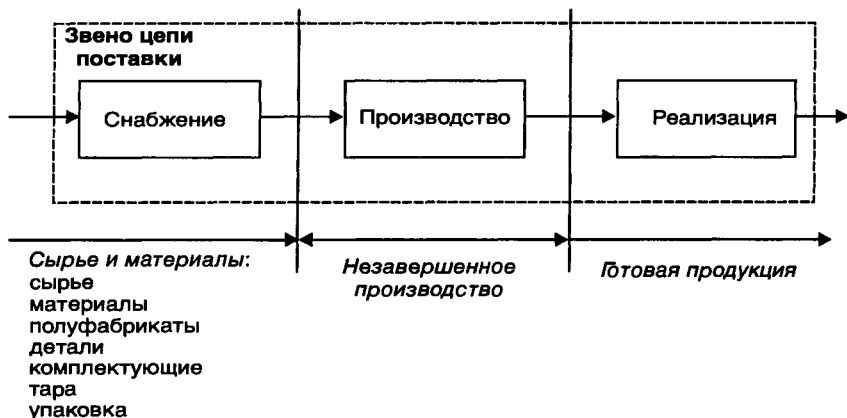 Звено цепи
поставки
Снабжение
Производство
Реализация
Сырье и материалы:
сырье
материалы
полуфабрикаты
детали
комплектующие
тара
упаковка
Незавершенное
производство
Готовая продукция